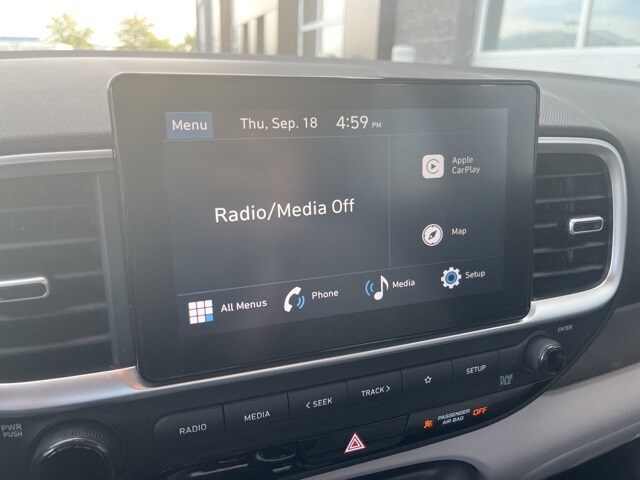 Menu Thu, Sep. 18 4:59 PM
Radio/Media Off
Apple
CarPlay
Map
All Menus Phone Media Setup
ENTER
PWR
PUSH
RADIO MEDIA < SEEK TRACK > ☆ SETUP
TUNE
FILE
PASSENGER
AIR BAG OFF